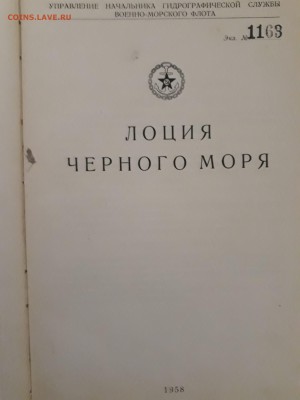 COINS.LAVE.RU
УПРАВЛЕНИЕ НАЧАЛЬНИКА ГИДРОГРАФИЧЕСКОЙ СЛУЖБЫ
ВОЕННО-МОРСКОГО ФЛОТА
Экз. № 1163
ЛОЦИЯ
ЧЕРНОГО МОРЯ
1958